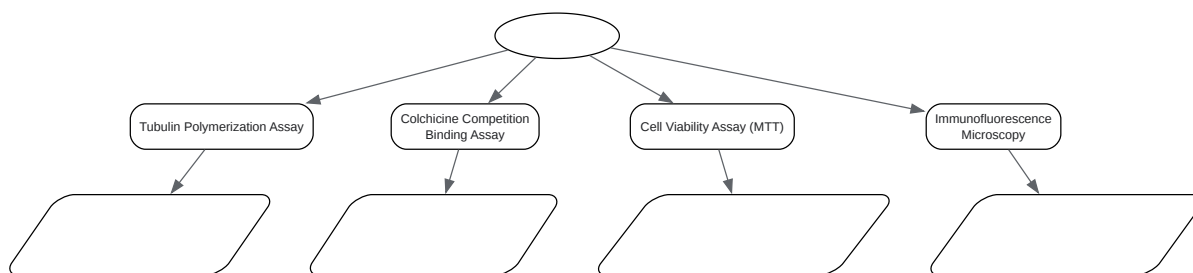 Tubulin Polymerization Assay
Colchicine Competition
Binding Assay
Cell Viability Assay (MTT)
Immunofluorescence
Microscopy